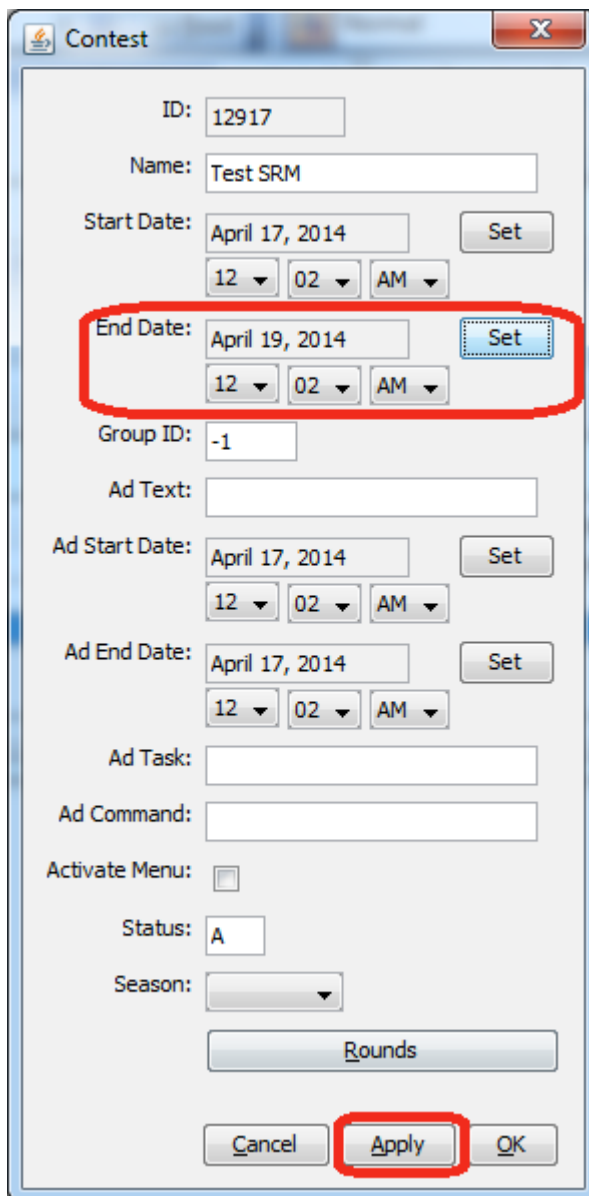 Contest
ID: 12917
Name: Test SRM
Start Date: April 17, 2014 Set
12 02 AM
End Date: April 19, 2014 Set
12 02 AM
Group ID: -1
Ad Text:
Ad Start Date: April 17, 2014 Set
12 02 AM
Ad End Date: April 17, 2014 Set
12 02 AM
Ad Task:
Ad Command:
Activate Menu:
Status: A
Season:
Rounds
Cancel Apply OK